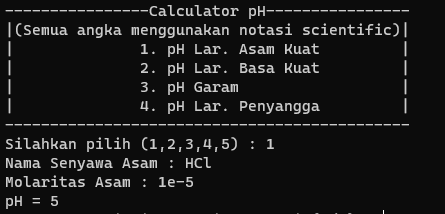 ----------------Calculator pH----------------
|(Semua angka menggunakan notasi scientific)|
| 1. pH Lar. Asam Kuat |
| 2. pH Lar. Basa Kuat |
| 3. pH Garam |
| 4. pH Lar. Penyangga |
---------------------------------------------
Silahkan pilih (1,2,3,4,5) : 1
Nama Senyawa Asam : HCl
Molaritas Asam : 1e-5
pH = 5